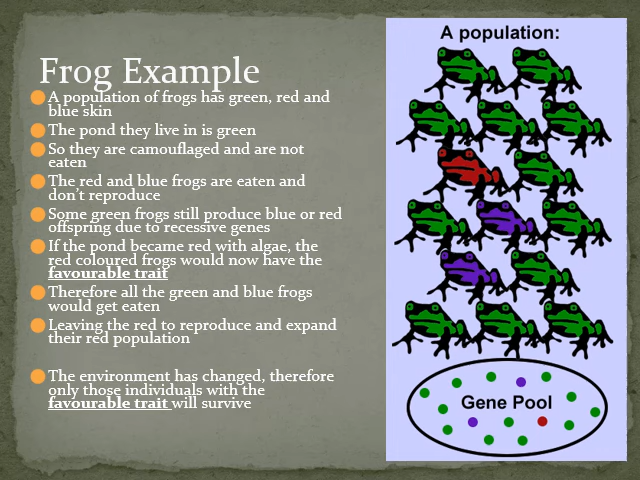 Frog Example
A population of frogs has green, red and
blue skin
The pond they live in is green
So they are camouflaged and are not
eaten
The red and blue frogs are eaten and
don't reproduce
Some green frogs still produce blue or red
offspring due to recessive genes
If the pond became red with algae, the
red coloured frogs would now have the
favourable trait
Therefore all the green and blue frogs
would get eaten
Leaving the red to reproduce and expand
their red population
The environment has changed, therefore
only those individuals with the
favourable trait will survive
A population:
Gene Pool